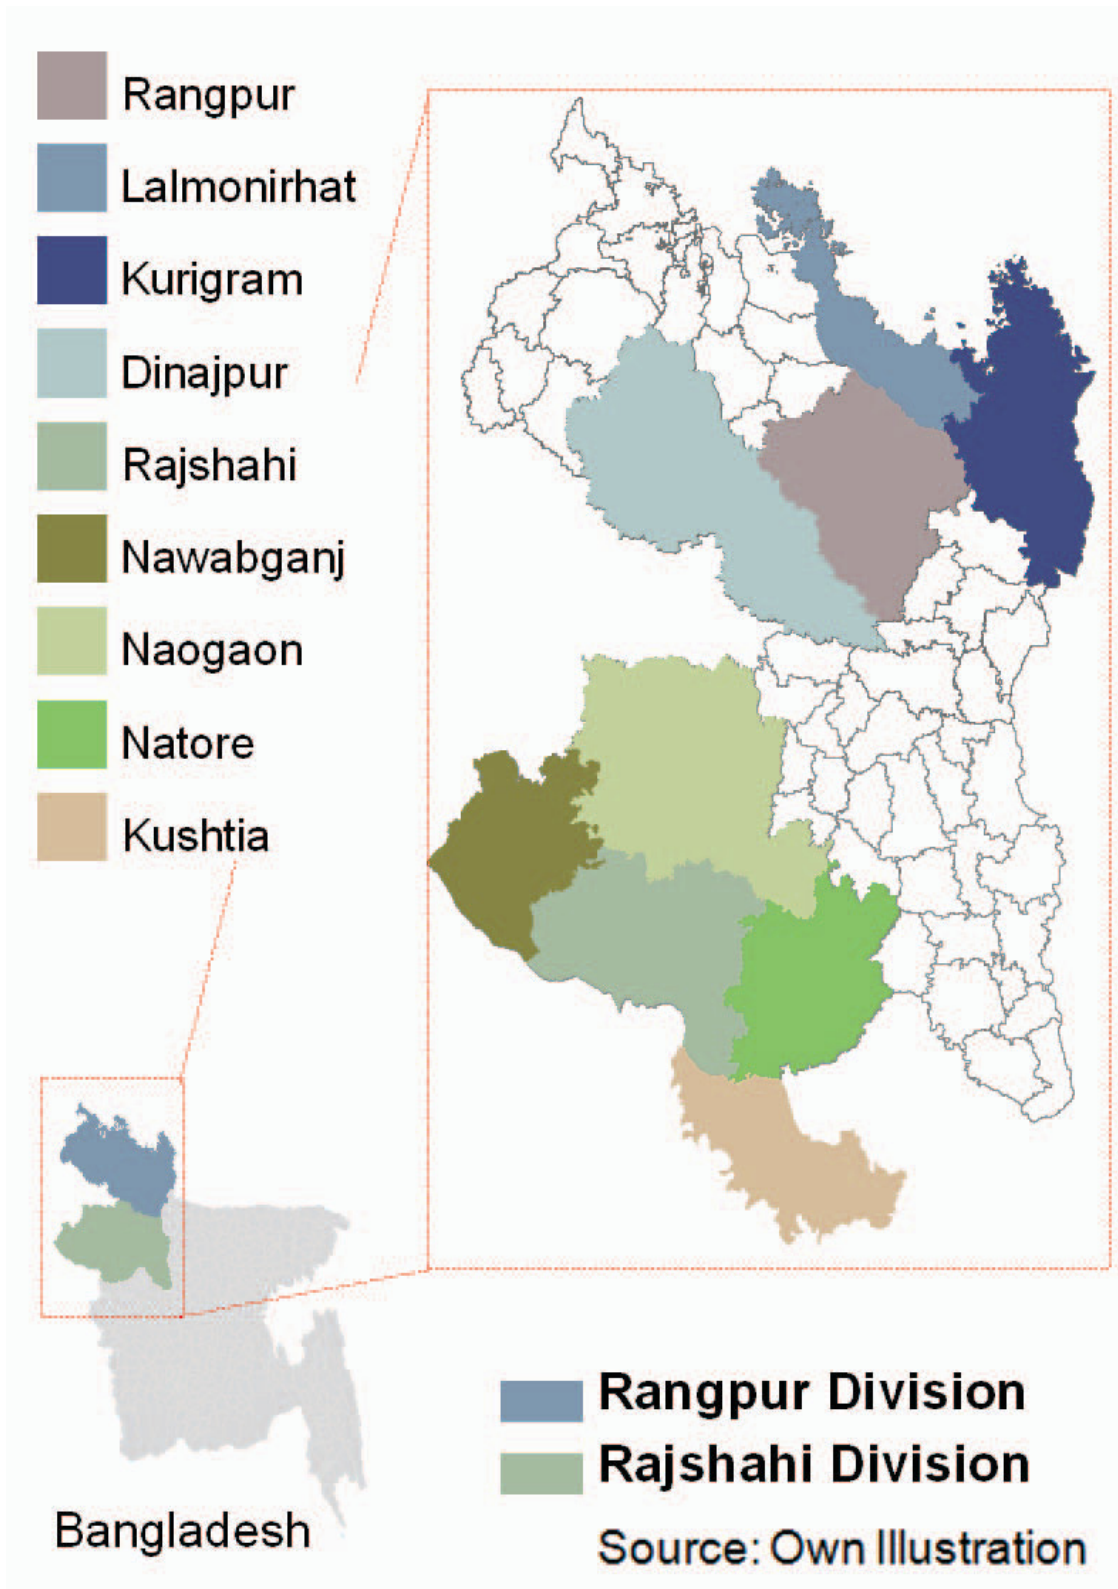 Rangpur
Lalmonirhat
Kurigram
Dinajpur
Rajshahi
Nawabganj
Naogaon
Natore
Kushtia
Rangpur Division
Rajshahi Division
Bangladesh
Source: Own Illustration